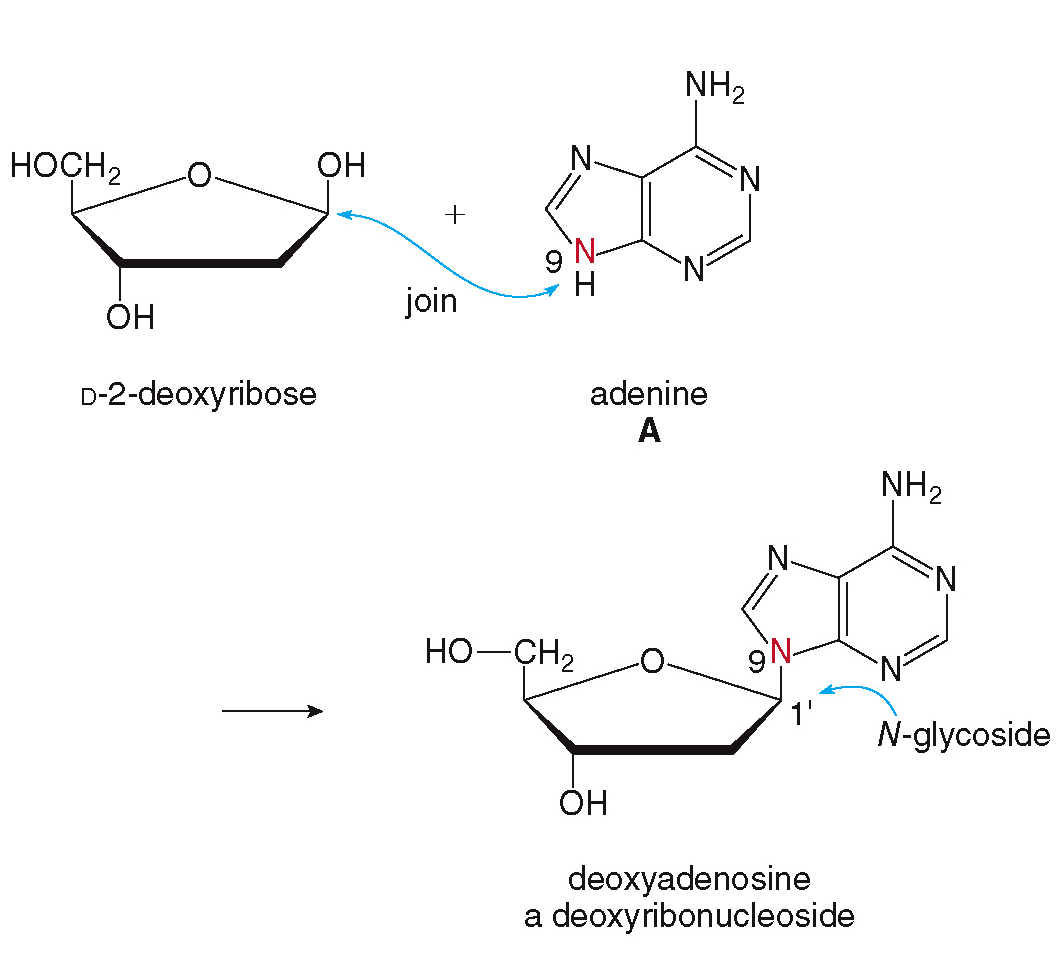 NH2
HOCH2 O OH N N
+
9 N H N
join
OH
D-2-deoxyribose adenine
A
NH2
N N
HO—CH2 O 9 N N
1'
N-glycoside
OH
deoxyadenosine
a deoxyribonucleoside